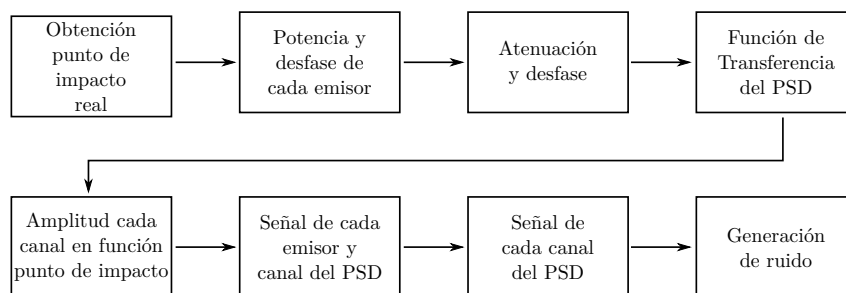 Obtención
punto de
impacto
real
Potencia y
desfase de
cada emisor
Atenuación
y desfase
Función de
Transferencia
del PSD
Amplitud cada
canal en función
punto de impacto
Señal de cada
emisor y
canal del PSD
Señal de
cada canal
del PSD
Generación
de ruido